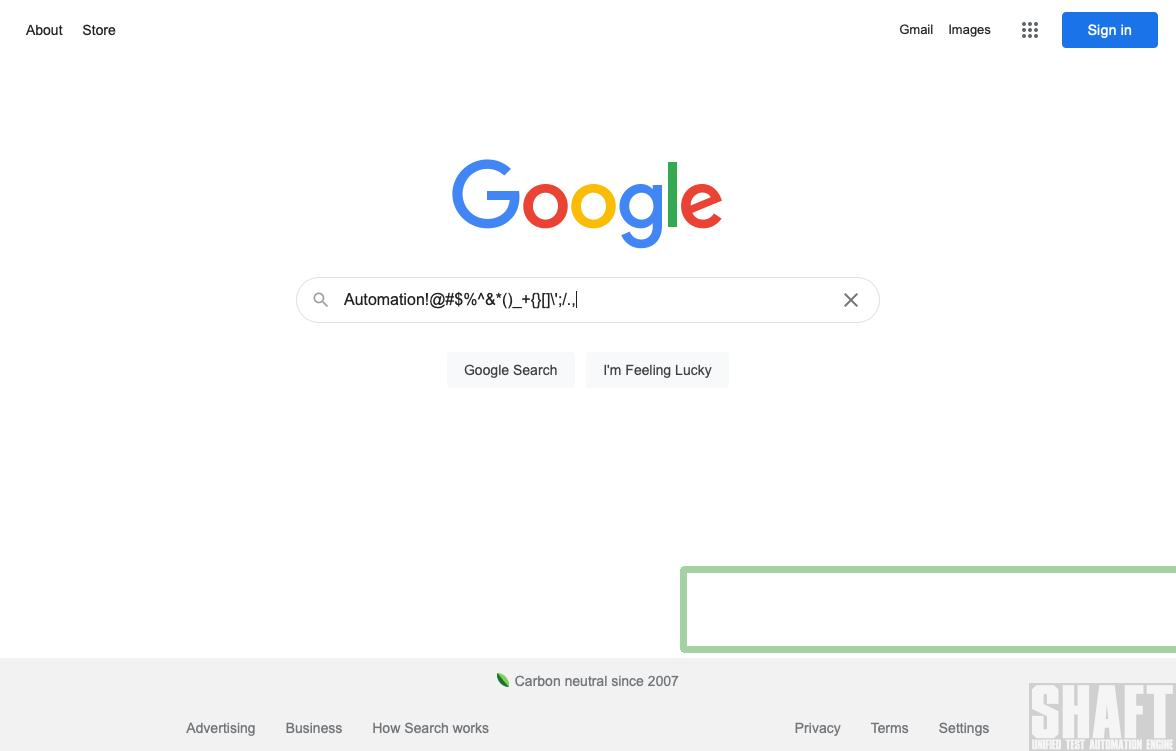 About Store
Gmail Images
Sign in
Google
Automation!@#$%^&*()_+{}[]\';/.,
Google Search I'm Feeling Lucky
Carbon neutral since 2007
Advertising Business How Search works
Privacy Terms Settings
SHAFT
UNIFIED TEST AUTOMATION ENGINE